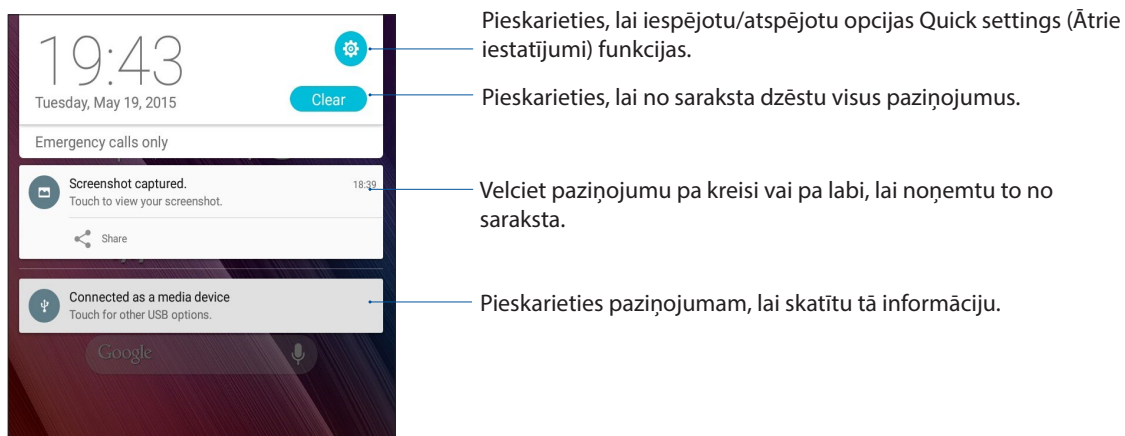 19:43
Tuesday, May 19, 2015
Clear
Emergency calls only
Screenshot captured.
18:39
Touch to view your screenshot.
Share
Connected as a media device
Touch for other USB options.
Google
Pieskarieties, lai iespējotu/atspējotu opcijas Quick settings (Ātrie
iestatījumi) funkcijas.
Pieskarieties, lai no saraksta dzēstu visus paziņojumus.
Velciet paziņojumu pa kreisi vai pa labi, lai noņemtu to no
saraksta.
Pieskarieties paziņojumam, lai skatītu tā informāciju.